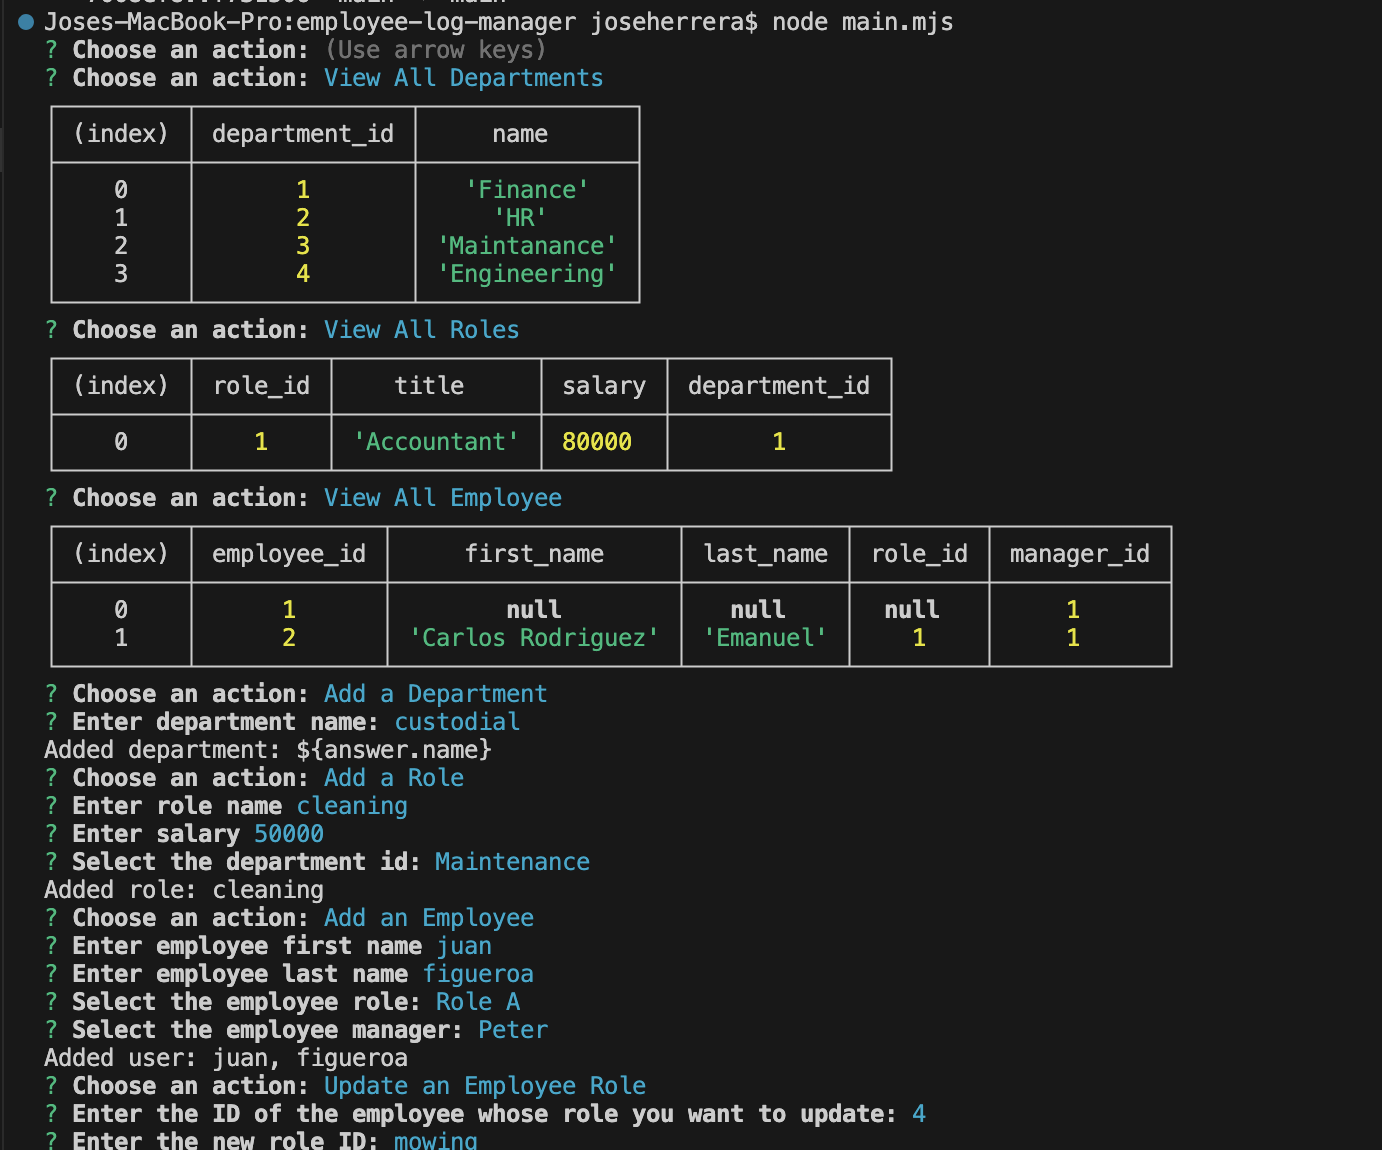 Joses-MacBook-Pro:employee-log-manager joseherrera$ node main.mjs
? Choose an action: (Use arrow keys)
? Choose an action: View All Departments
(index) department_id name
0 1 'Finance'
1 2 'HR'
2 3 'Maintanance'
3 4 'Engineering'
? Choose an action: View All Roles
(index) role_id title salary department_id
0 1 'Accountant' 80000 1
? Choose an action: View All Employee
(index) employee_id first_name last_name role_id manager_id
0 1 null null null 1
1 2 'Carlos Rodriguez' 'Emanuel' 1 1
? Choose an action: Add a Department
? Enter department name: custodial
Added department: ${answer.name}
? Choose an action: Add a Role
? Enter role name cleaning
? Enter salary 50000
? Select the department id: Maintenance
Added role: cleaning
? Choose an action: Add an Employee
? Enter employee first name juan
? Enter employee last name figueroa
? Select the employee role: Role A
? Select the employee manager: Peter
Added user: juan, figueroa
? Choose an action: Update an Employee Role
? Enter the ID of the employee whose role you want to update: 4
? Enter the new role ID: mowing